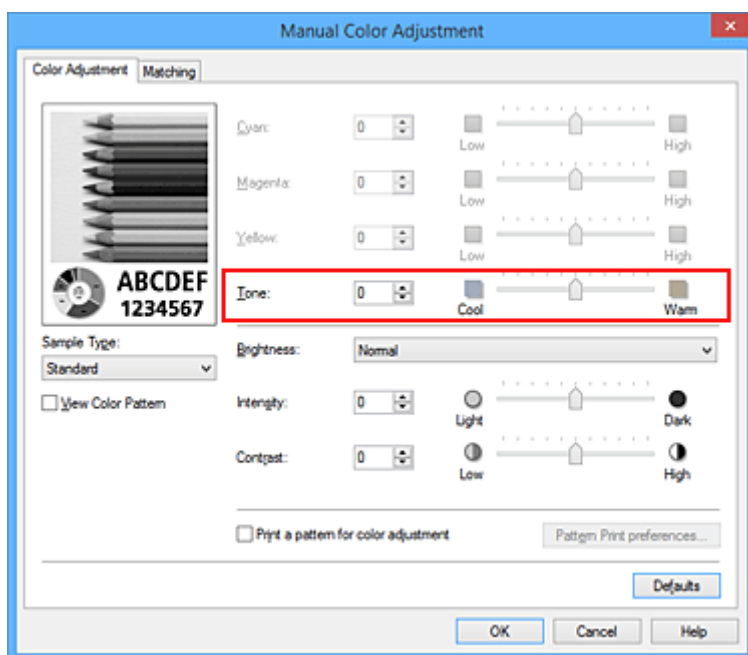 Manual Color Adjustment
Color Adjustment Matching
Cyan: 0 Low High
Magenta: 0 Low High
Yellow: 0 Low High
Tone: 0 Cool Warm
ABCDEF
1234567
Sample Type:
Standard
View Color Pattern
Brightness: Normal
Intensity: 0 Light Dark
Contrast: 0 Low High
Print a pattern for color adjustment Pattern Print preferences...
Defaults
OK Cancel Help